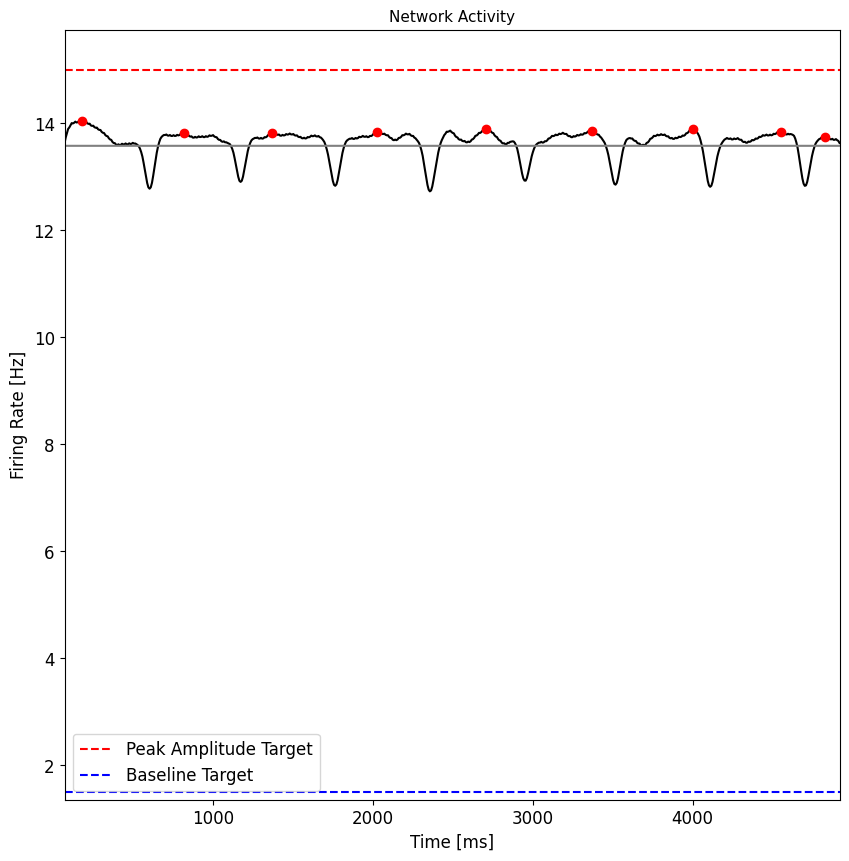 Network Activity
14
12
10
8
6
4
2
Firing Rate [Hz]
Peak Amplitude Target
Baseline Target
1000 2000 3000 4000
Time [ms]